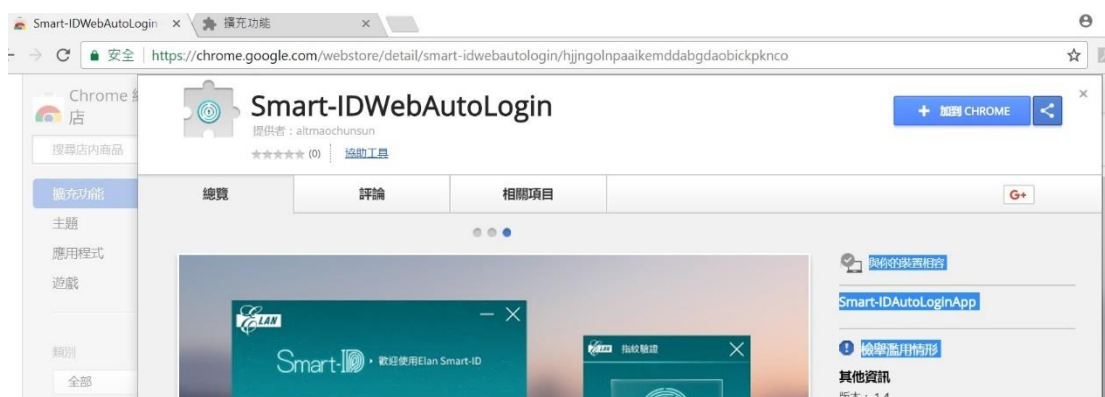 Smart-IDWebAutoLogin
擴充功能
安全
https://chrome.google.com/webstore/detail/smart-idwebautologin/hjjngolnpaaikemddabgdaobickpknco
Chrome
店
搜尋店內商品
擴充功能
主題
應用程式
遊戲
類別
全部
Smart-IDWebAutoLogin
提供者：altmaochunsun
(0)
協助工具
+ 加到 CHROME
總覽
評論
相關項目
G+
ELAN
Smart-ID，歡迎使用Elan Smart-ID
ELAN
指紋驗證
與你的裝置相容
Smart-IDAutoLoginApp
檢舉濫用情形
其他資訊
版本： 1.4